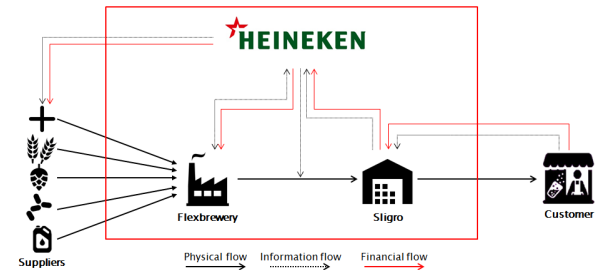 HEINEKEN
Flexbrewery
Sligro
Customer
Suppliers
Physical flow
Information flow
Financial flow